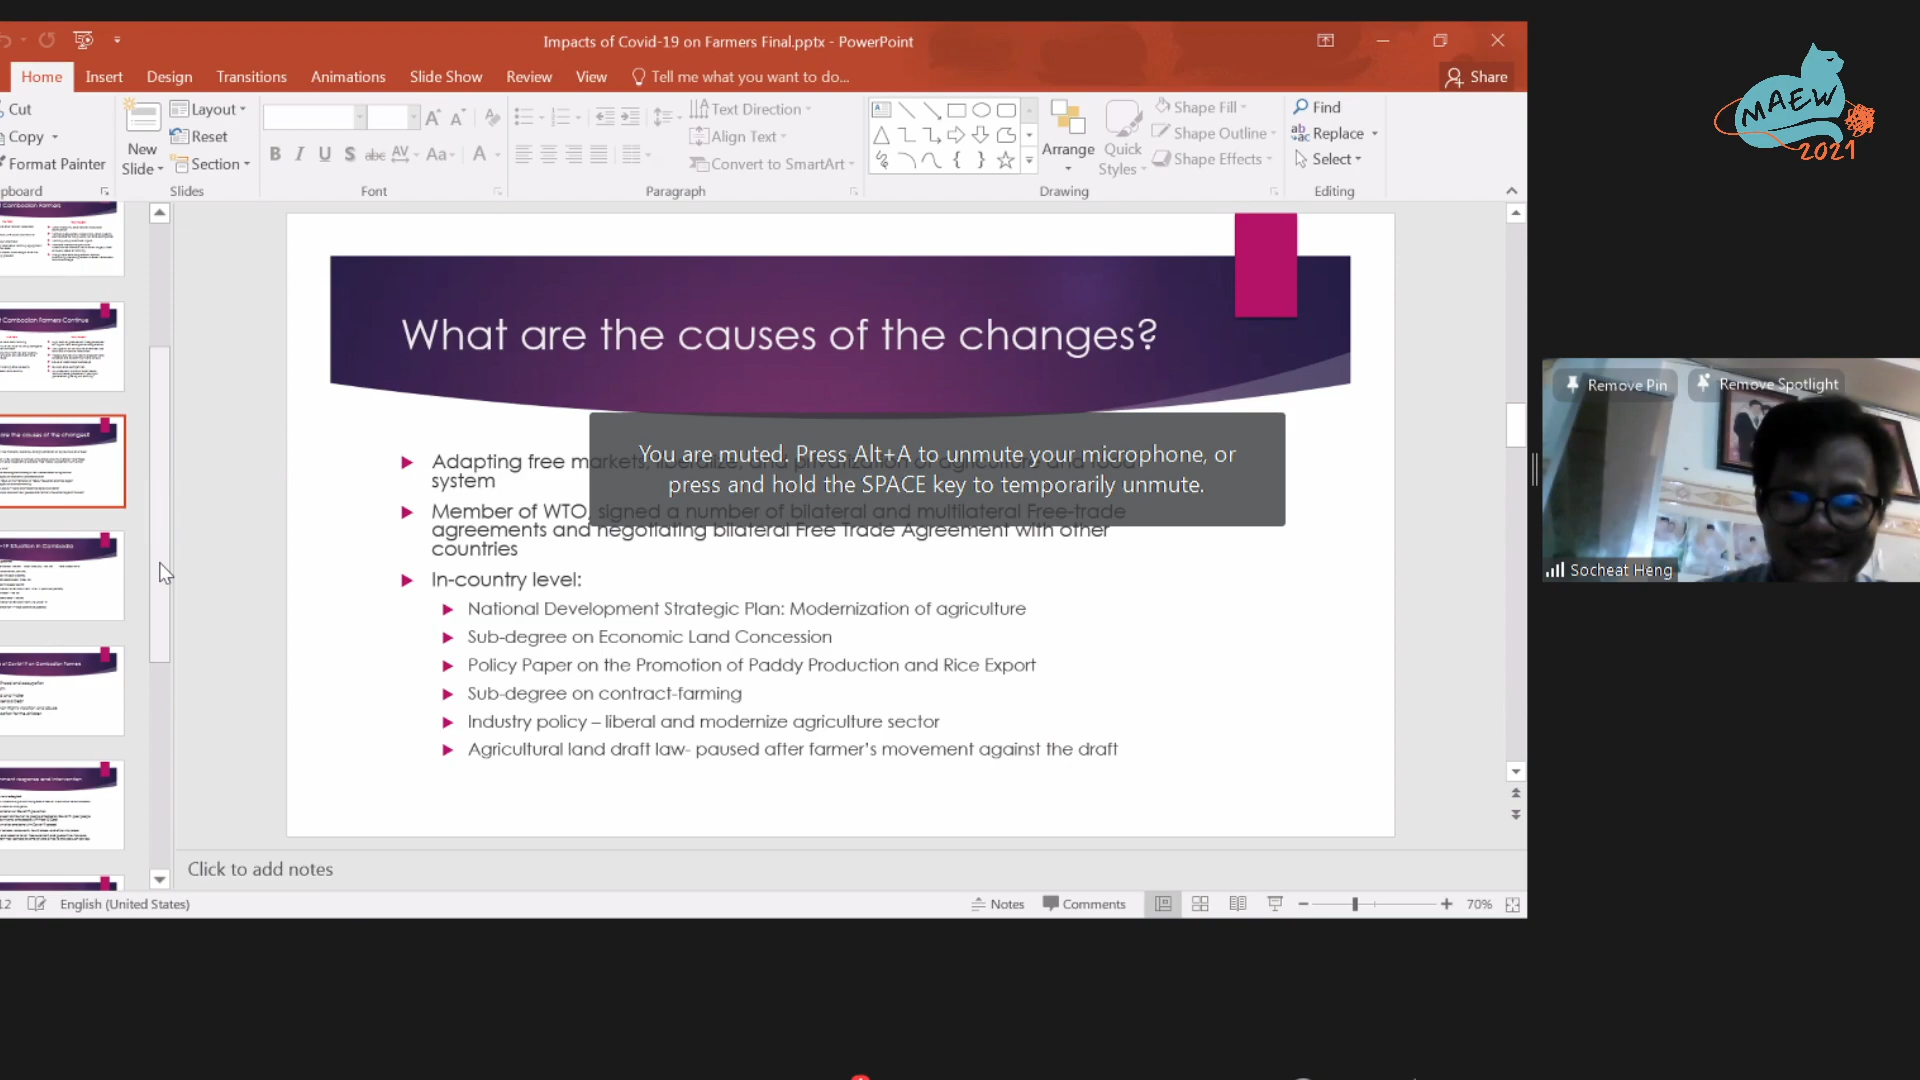 Impacts of Covid-19 on Farmers Final.pptx - PowerPoint
Home Insert Design Transitions Animations Slide Show Review View Tell me what you want to do... Share
Cut
Copy
Format Painter
New
Slide
Layout
Reset
Section
Slides
B I U S abc AV Aa A
Font
Text Direction
Align Text
Convert to SmartArt
Paragraph
Arrange
Quick
Styles
Shape Fill
Shape Outline
Shape Effects
Drawing
Find
Replace
Select
Editing
MAEW
2021
What are the causes of the changes?
You are muted. Press Alt+A to unmute your microphone, or
press and hold the SPACE key to temporarily unmute.
Adapting free markets, liberalize, and privatization of agriculture and food
system
Member of WTO, signed a number of bilateral and multilateral Free-trade
agreements and negotiating bilateral Free Trade Agreement with other
countries
In-country level:
National Development Strategic Plan: Modernization of agriculture
Sub-degree on Economic Land Concession
Policy Paper on the Promotion of Paddy Production and Rice Export
Sub-degree on contract-farming
Industry policy – liberal and modernize agriculture sector
Agricultural land draft law- paused after farmer's movement against the draft
Remove Pin
Remove Spotlight
Socheat Heng
Click to add notes
12 English (United States)
Notes Comments 70%